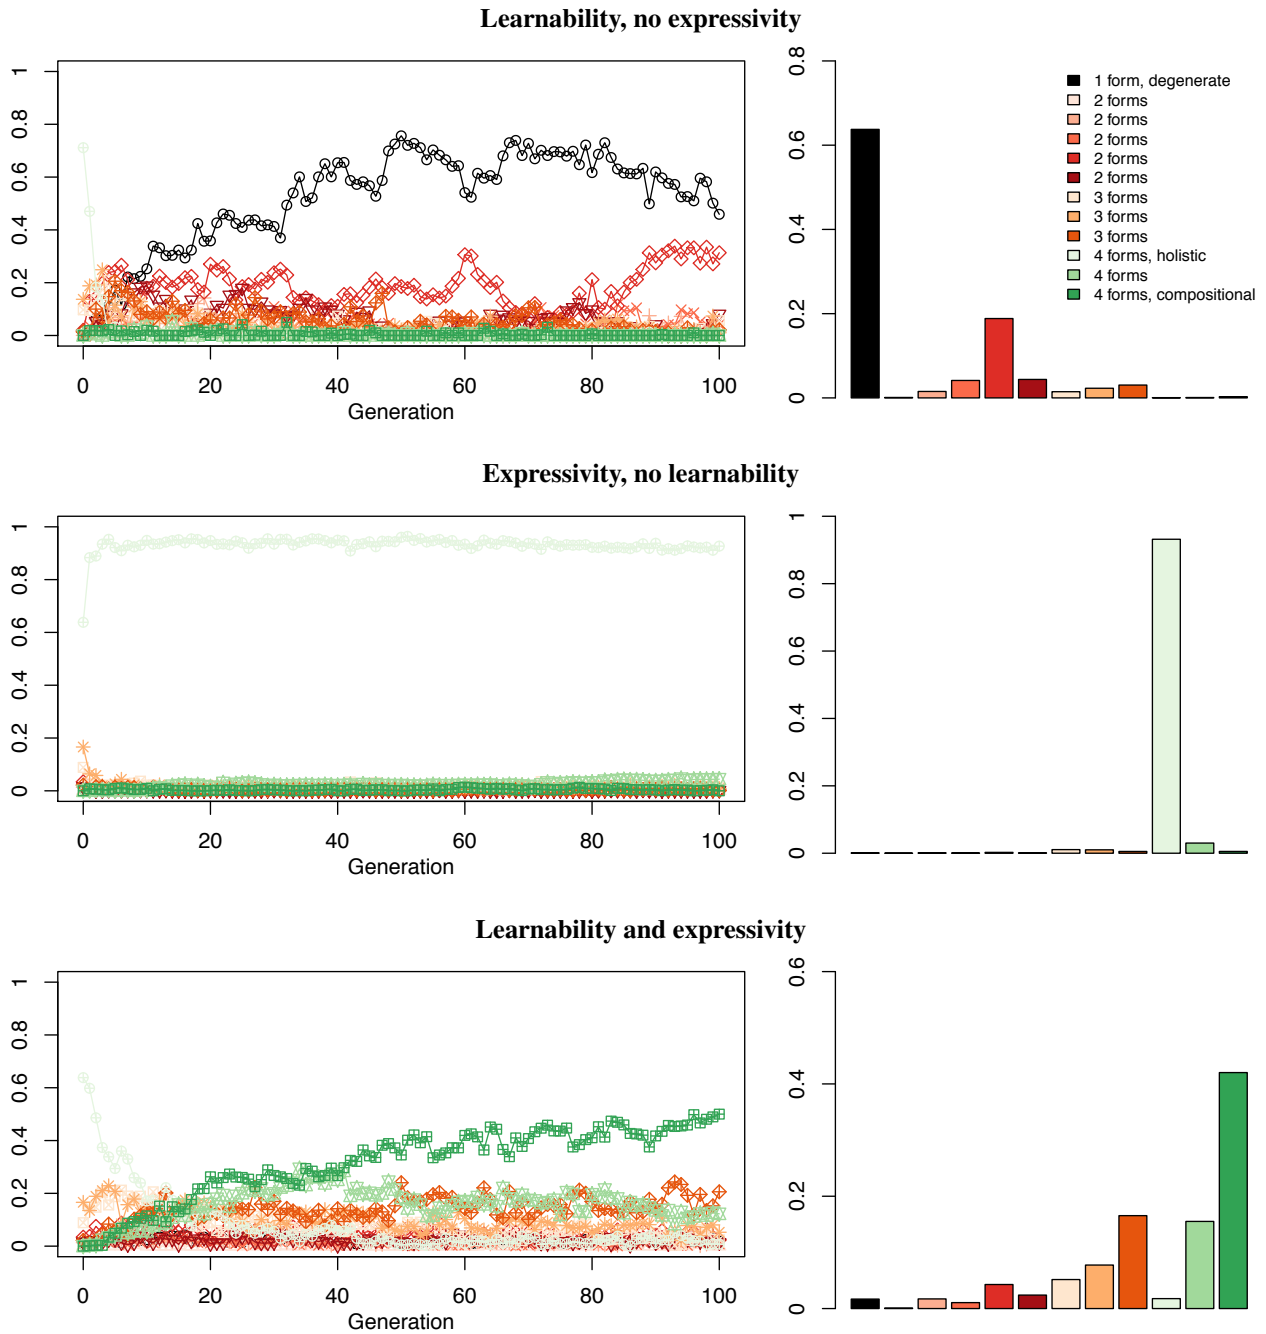 Learnability, no expressivity
1
0.8
0.6
0.4
0.2
0
0 20 40 60 80 100
Generation
0.8
0.6
0.4
0.2
0
1 form, degenerate
2 forms
2 forms
2 forms
2 forms
2 forms
3 forms
3 forms
3 forms
4 forms, holistic
4 forms
4 forms, compositional
Expressivity, no learnability
1
0.8
0.6
0.4
0.2
0
0 20 40 60 80 100
Generation
1
0.8
0.6
0.4
0.2
0
Learnability and expressivity
1
0.8
0.6
0.4
0.2
0
0 20 40 60 80 100
Generation
0.6
0.4
0.2
0